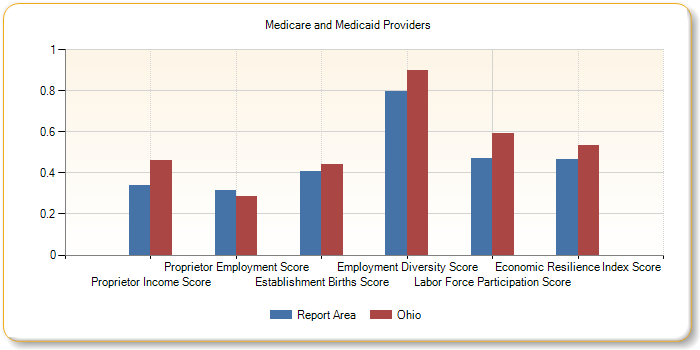 Medicare and Medicaid Providers
1
0.8
0.6
0.4
0.2
0
Proprietor Employment Score Employment Diversity Score Economic Resilience Index Score
Proprietor Income Score Establishment Births Score Labor Force Participation Score
Report Area Ohio